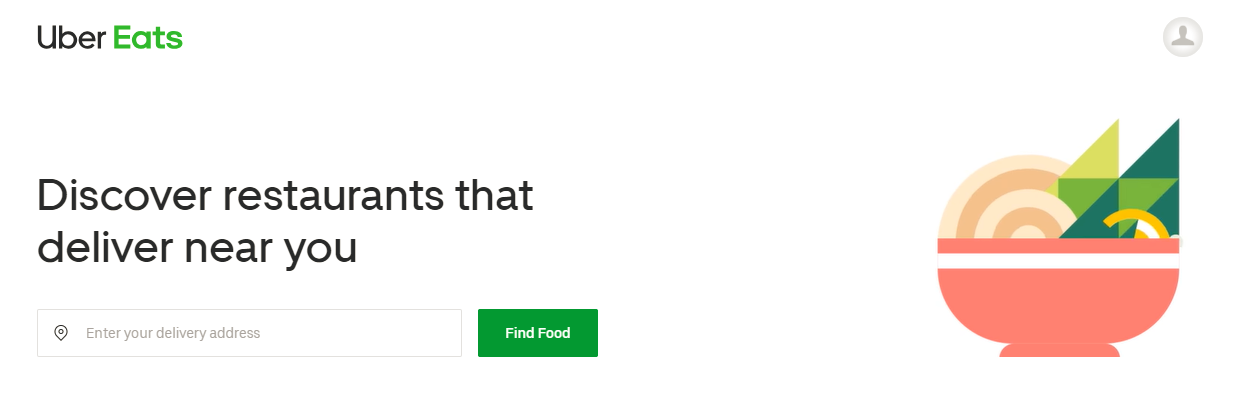 Uber Eats
Discover restaurants that
deliver near you
Enter your delivery address
Find Food